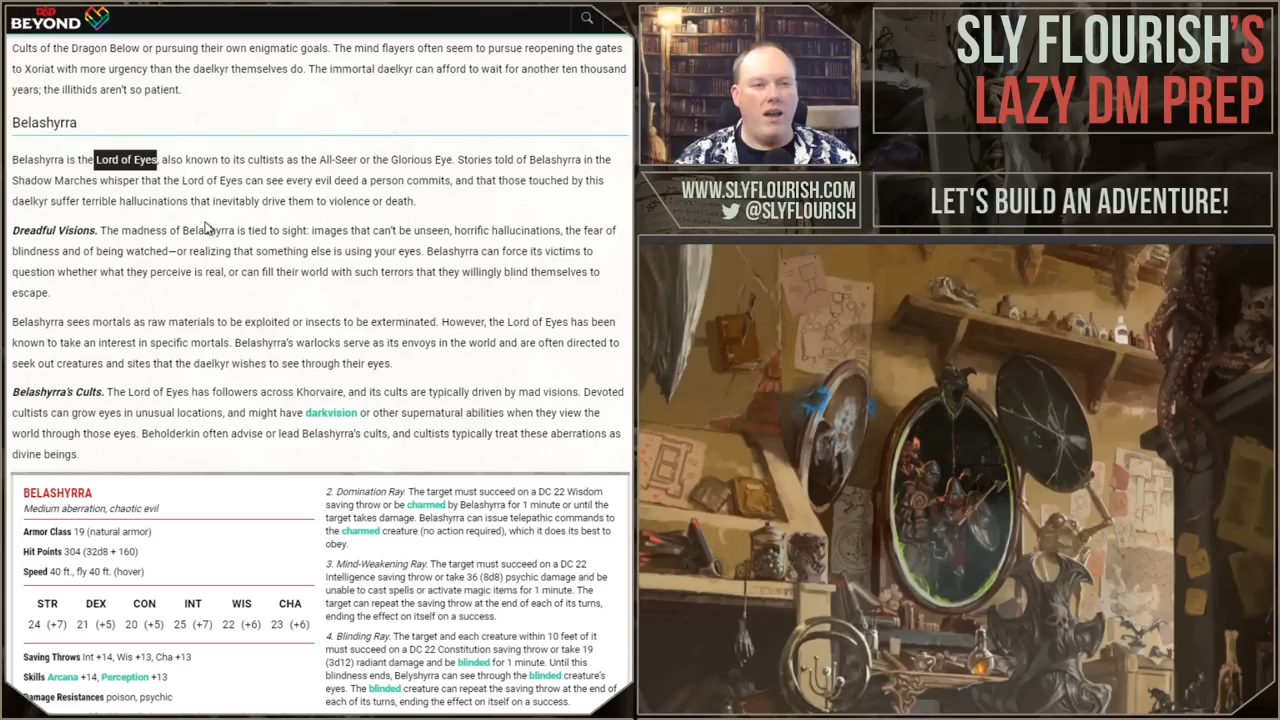 D&D
BEYOND
Cults of the Dragon Below or pursuing their own enigmatic goals. The mind flayers often seem to pursue reopening the gates
to Xoriat with more urgency than the daelkyr themselves do. The immortal daelkyr can afford to wait for another ten thousand
years; the illithids aren't so patient.
Belashyrra
Belashyrra is the Lord of Eyes, also known to its cultists as the All-Seer or the Glorious Eye. Stories told of Belashyrra in the
Shadow Marches whisper that the Lord of Eyes can see every evil deed a person commits, and that those touched by this
daelkyr suffer terrible hallucinations that inevitably drive them to violence or death.
Dreadful Visions. The madness of Belashyrra is tied to sight: images that can't be unseen, horrific hallucinations, the fear of
blindness and of being watched—or realizing that something else is using your eyes. Belashyrra can force its victims to
question whether what they perceive is real, or can fill their world with such terrors that they willingly blind themselves to
escape.
Belashyrra sees mortals as raw materials to be exploited or insects to be exterminated. However, the Lord of Eyes has been
known to take an interest in specific mortals. Belashyrra's warlocks serve as its envoys in the world and are often directed to
seek out creatures and sites that the daelkyr wishes to see through their eyes.
Belashyrra's Cults. The Lord of Eyes has followers across Khorvaire, and its cults are typically driven by mad visions. Devoted
cultists can grow eyes in unusual locations, and might have darkvision or other supernatural abilities when they view the
world through those eyes. Beholderkin often advise or lead Belashyrra's cults, and cultists typically treat these aberrations as
divine beings.
BELASHYRRA
Medium aberration, chaotic evil
Armor Class 19 (natural armor)
Hit Points 304 (32d8 + 160)
Speed 40 ft., fly 40 ft. (hover)
STR DEX CON INT WIS CHA
24 (+7) 21 (+5) 20 (+5) 25 (+7) 22 (+6) 23 (+6)
Saving Throws Int +14, Wis +13, Cha +13
Skills Arcana +14, Perception +13
Damage Resistances poison, psychic
2. Domination Ray. The target must succeed on a DC 22 Wisdom
saving throw or be charmed by Belashyrra for 1 minute or until the
target takes damage. Belashyrra can issue telepathic commands to
the charmed creature (no action required), which it does its best to
obey.
3. Mind-Weakening Ray. The target must succeed on a DC 22
Intelligence saving throw or take 36 (8d8) psychic damage and be
unable to cast spells or activate magic items for 1 minute. The
target can repeat the saving throw at the end of each of its turns,
ending the effect on itself on a success.
4. Blinding Ray. The target and each creature within 10 feet of it
must succeed on a DC 22 Constitution saving throw or take 19
(3d12) radiant damage and be blinded for 1 minute. Until this
blindness ends, Belyshyrra can see through the blinded creature's
eyes. The blinded creature can repeat the saving throw at the end of
each of its turns, ending the effect on itself on a success.
SLY FLOURISH'S
LAZY DM PREP
WWW.SLYFLOURISH.COM
@SLYFLOURISH
LET'S BUILD AN ADVENTURE!